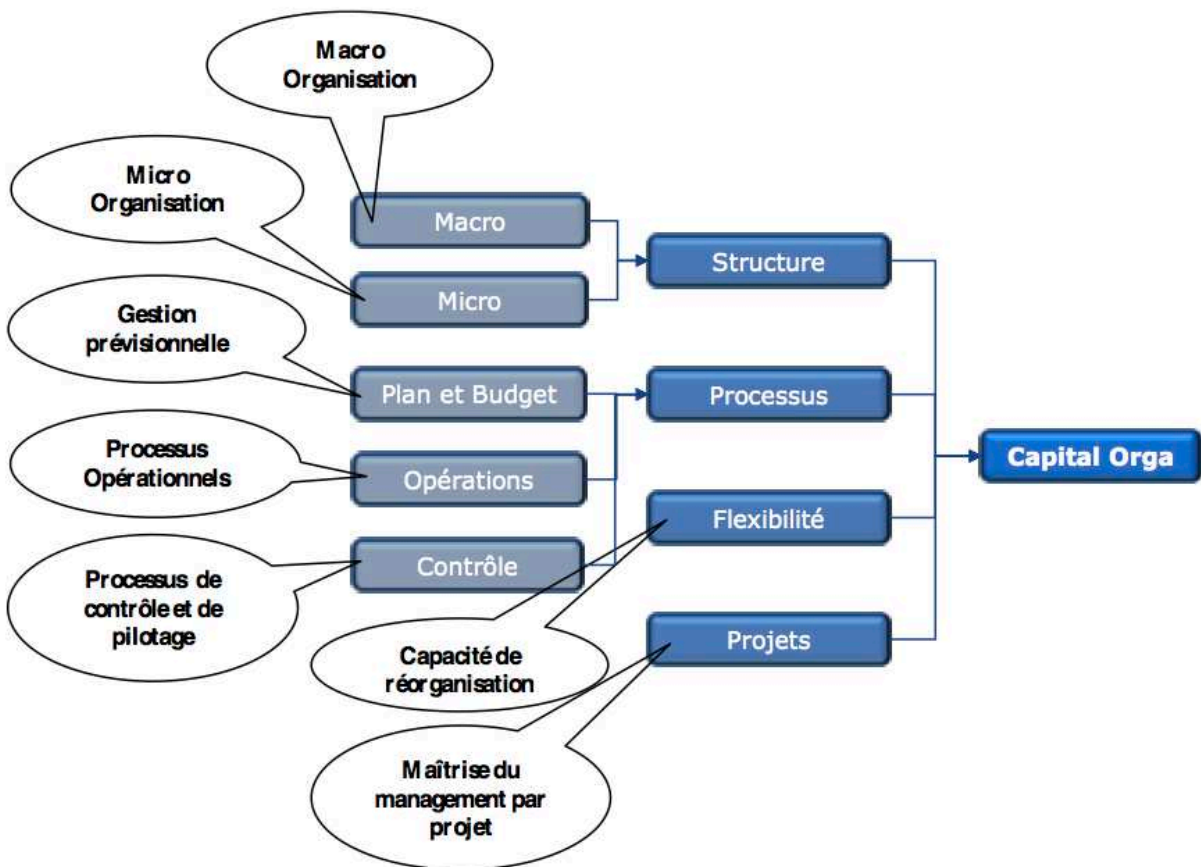 Macro
Organisation
Micro
Organisation
Macro
Structure
Micro
Gestion
prévisionnelle
Plan et Budget
Processus
Processus
Opérationnels
Opérations
Capital Orga
Flexibilité
Contrôle
Processus de
contrôle et de
pilotage
Projets
Capacité de
réorganisation
Maîtrise du
management par
projet